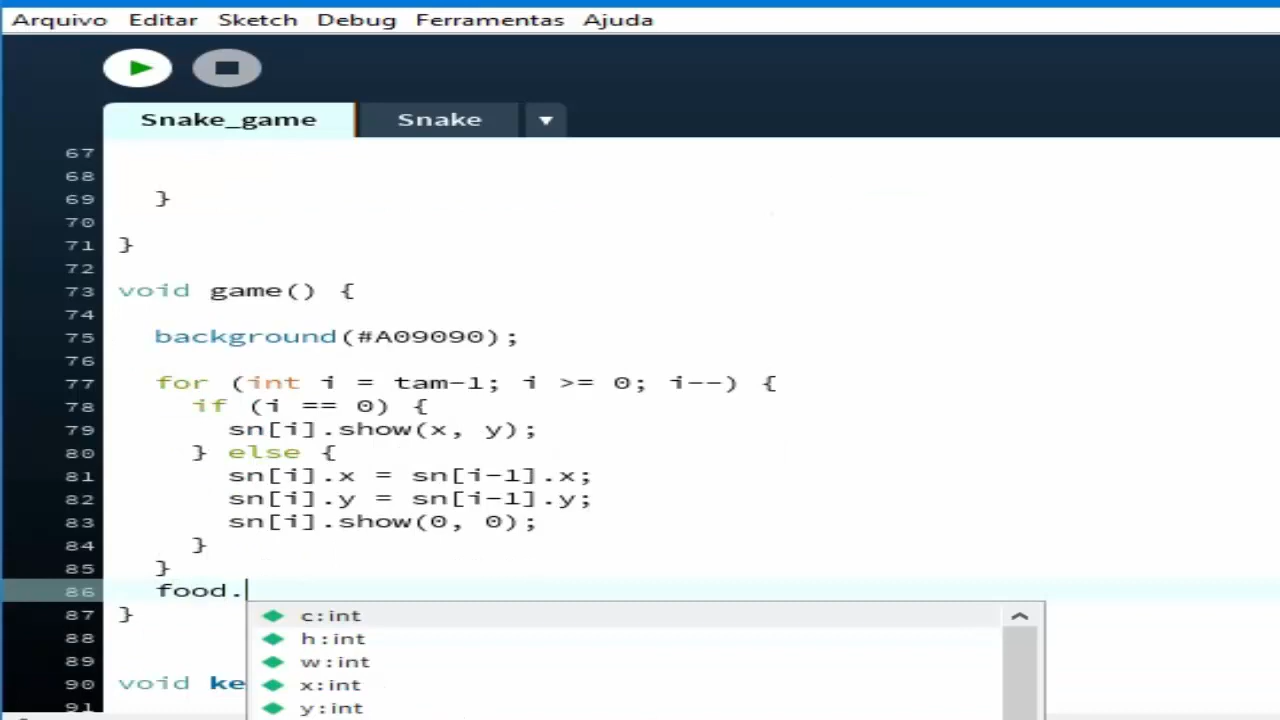 Arquivo Editar Sketch Debug Ferramentas Ajuda
Snake_game Snake
67
68
69 }
70
71 }
72
73 void game() {
74
75 background(#A09090);
76
77 for (int i = tam-1; i >= 0; i--) {
78 if (i == 0) {
79 sn[i].show(x, y);
80 } else {
81 sn[i].x = sn[i-1].x;
82 sn[i].y = sn[i-1].y;
83 sn[i].show(0, 0);
84 }
85 }
86 food.
87 }
c:int
88
h:int
89
w:int
90 void ke
x:int
91
y:int